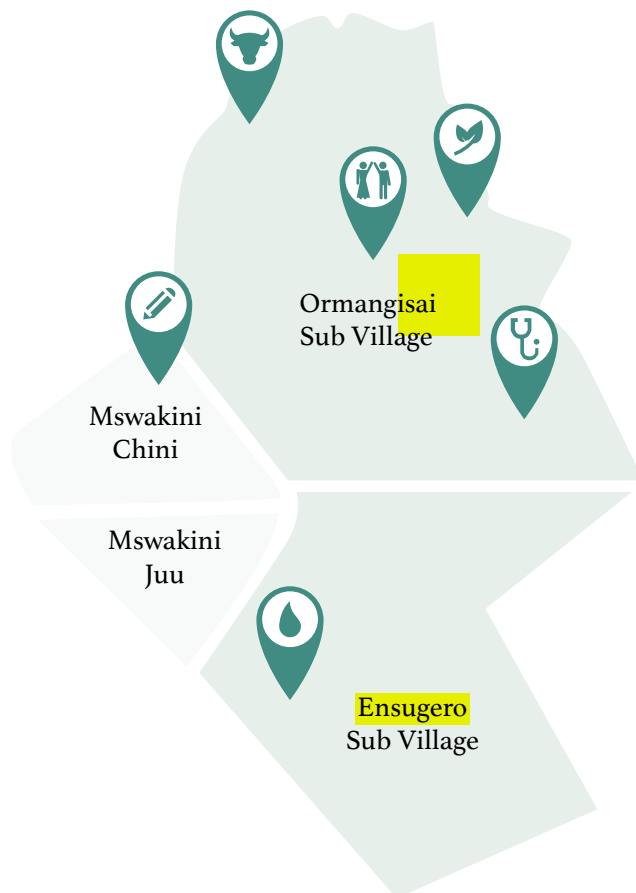 Ormangisai
Sub Village
Mswakini
Chini
Mswakini
Juu
Ensugero
Sub Village